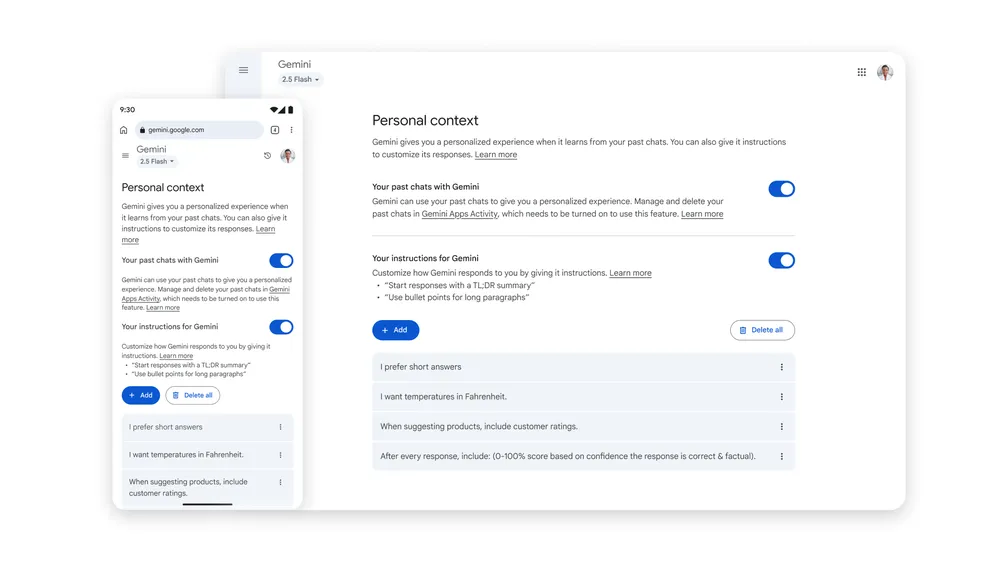 9:30
gemini.google.com
4
Gemini
2.5 Flash
Personal context
Gemini gives you a personalized experience when
it learns from your past chats. You can also give it
instructions to customize its responses. Learn
more
Your past chats with Gemini
Gemini can use your past chats to give you a personalized
experience. Manage and delete your past chats in Gemini
Apps Activity, which needs to be turned on to use this
feature. Learn more
Your instructions for Gemini
Customize how Gemini responds to you by giving it
instructions. Learn more
• “Start responses with a TL;DR summary”
• “Use bullet points for long paragraphs”
+ Add
Delete all
I prefer short answers
I want temperatures in Fahrenheit.
When suggesting products, include
customer ratings.
Gemini
2.5 Flash
Personal context
Gemini gives you a personalized experience when it learns from your past chats. You can also give it instructions
to customize its responses. Learn more
Your past chats with Gemini
Gemini can use your past chats to give you a personalized experience. Manage and delete your
past chats in Gemini Apps Activity, which needs to be turned on to use this feature. Learn more
Your instructions for Gemini
Customize how Gemini responds to you by giving it instructions. Learn more
• “Start responses with a TL;DR summary”
• “Use bullet points for long paragraphs”
+ Add
Delete all
I prefer short answers
I want temperatures in Fahrenheit.
When suggesting products, include customer ratings.
After every response, include: (0-100% score based on confidence the response is correct & factual).